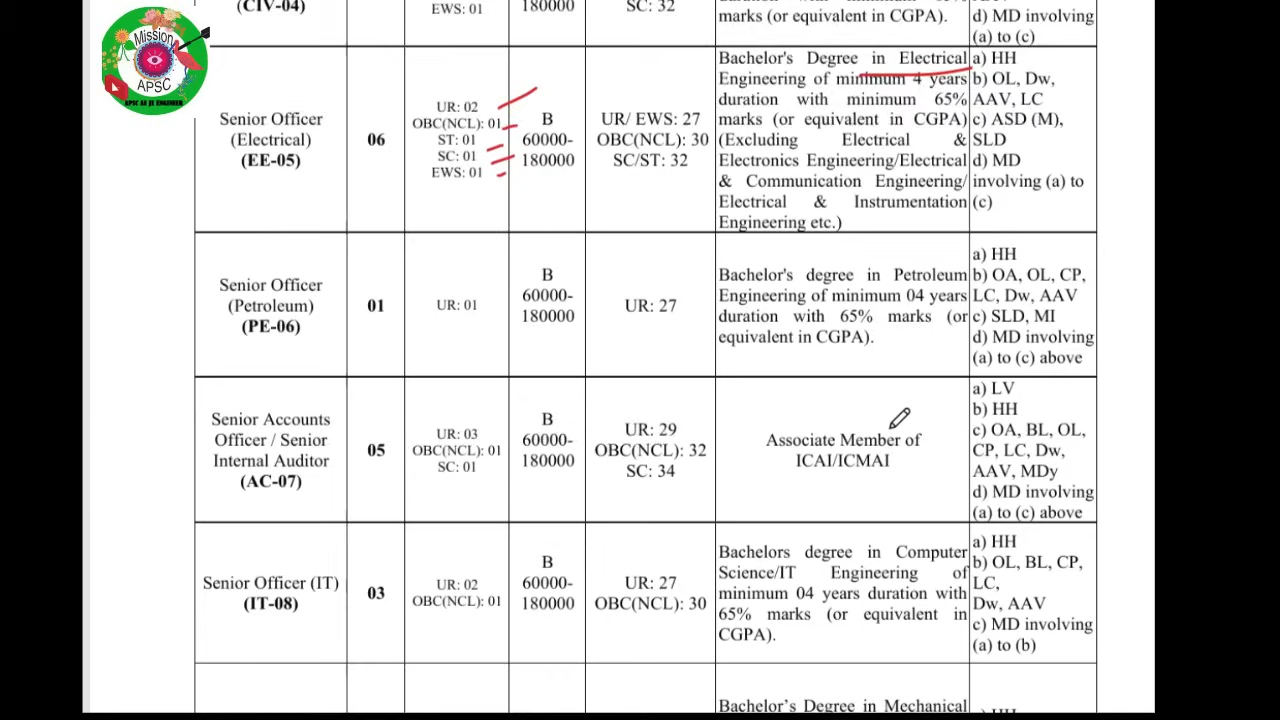 Mission
APSC
APSC AE JE ENGINEER
(CIV-04)
EWS: 01
180000
SC: 32
marks (or equivalent in CGPA).
d) MD involving
(a) to (c)
Senior Officer
(Electrical)
(EE-05)
06
UR: 02
OBC(NCL): 01
ST: 01
SC: 01
EWS: 01
B
60000-
180000
UR/ EWS: 27
OBC(NCL): 30
SC/ST: 32
Bachelor's Degree in Electrical
Engineering of minimum 4 years
duration with minimum 65%
marks (or equivalent in CGPA)
(Excluding Electrical &
Electronics Engineering/Electrical
& Communication Engineering/
Electrical & Instrumentation
Engineering etc.)
a) HH
b) OL, Dw,
AAV, LC
c) ASD (M),
SLD
d) MD
involving (a) to
(c)
Senior Officer
(Petroleum)
(PE-06)
01
UR: 01
B
60000-
180000
UR: 27
Bachelor's degree in Petroleum
Engineering of minimum 04 years
duration with 65% marks (or
equivalent in CGPA).
a) HH
b) OA, OL, CP,
LC, Dw, AAV
c) SLD, MI
d) MD involving
(a) to (c) above
Senior Accounts
Officer / Senior
Internal Auditor
(AC-07)
05
UR: 03
OBC(NCL): 01
SC: 01
B
60000-
180000
UR: 29
OBC(NCL): 32
SC: 34
Associate Member of
ICAI/ICMAI
a) LV
b) HH
c) OA, BL, OL,
CP, LC, Dw,
AAV, MDy
d) MD involving
(a) to (c) above
Senior Officer (IT)
(IT-08)
03
UR: 02
OBC(NCL): 01
B
60000-
180000
UR: 27
OBC(NCL): 30
Bachelors degree in Computer
Science/IT Engineering of
minimum 04 years duration with
65% marks (or equivalent in
CGPA).
a) HH
b) OL, BL, CP,
LC,
Dw, AAV
c) MD involving
(a) to (b)
Bachelor's Degree in Mechanical